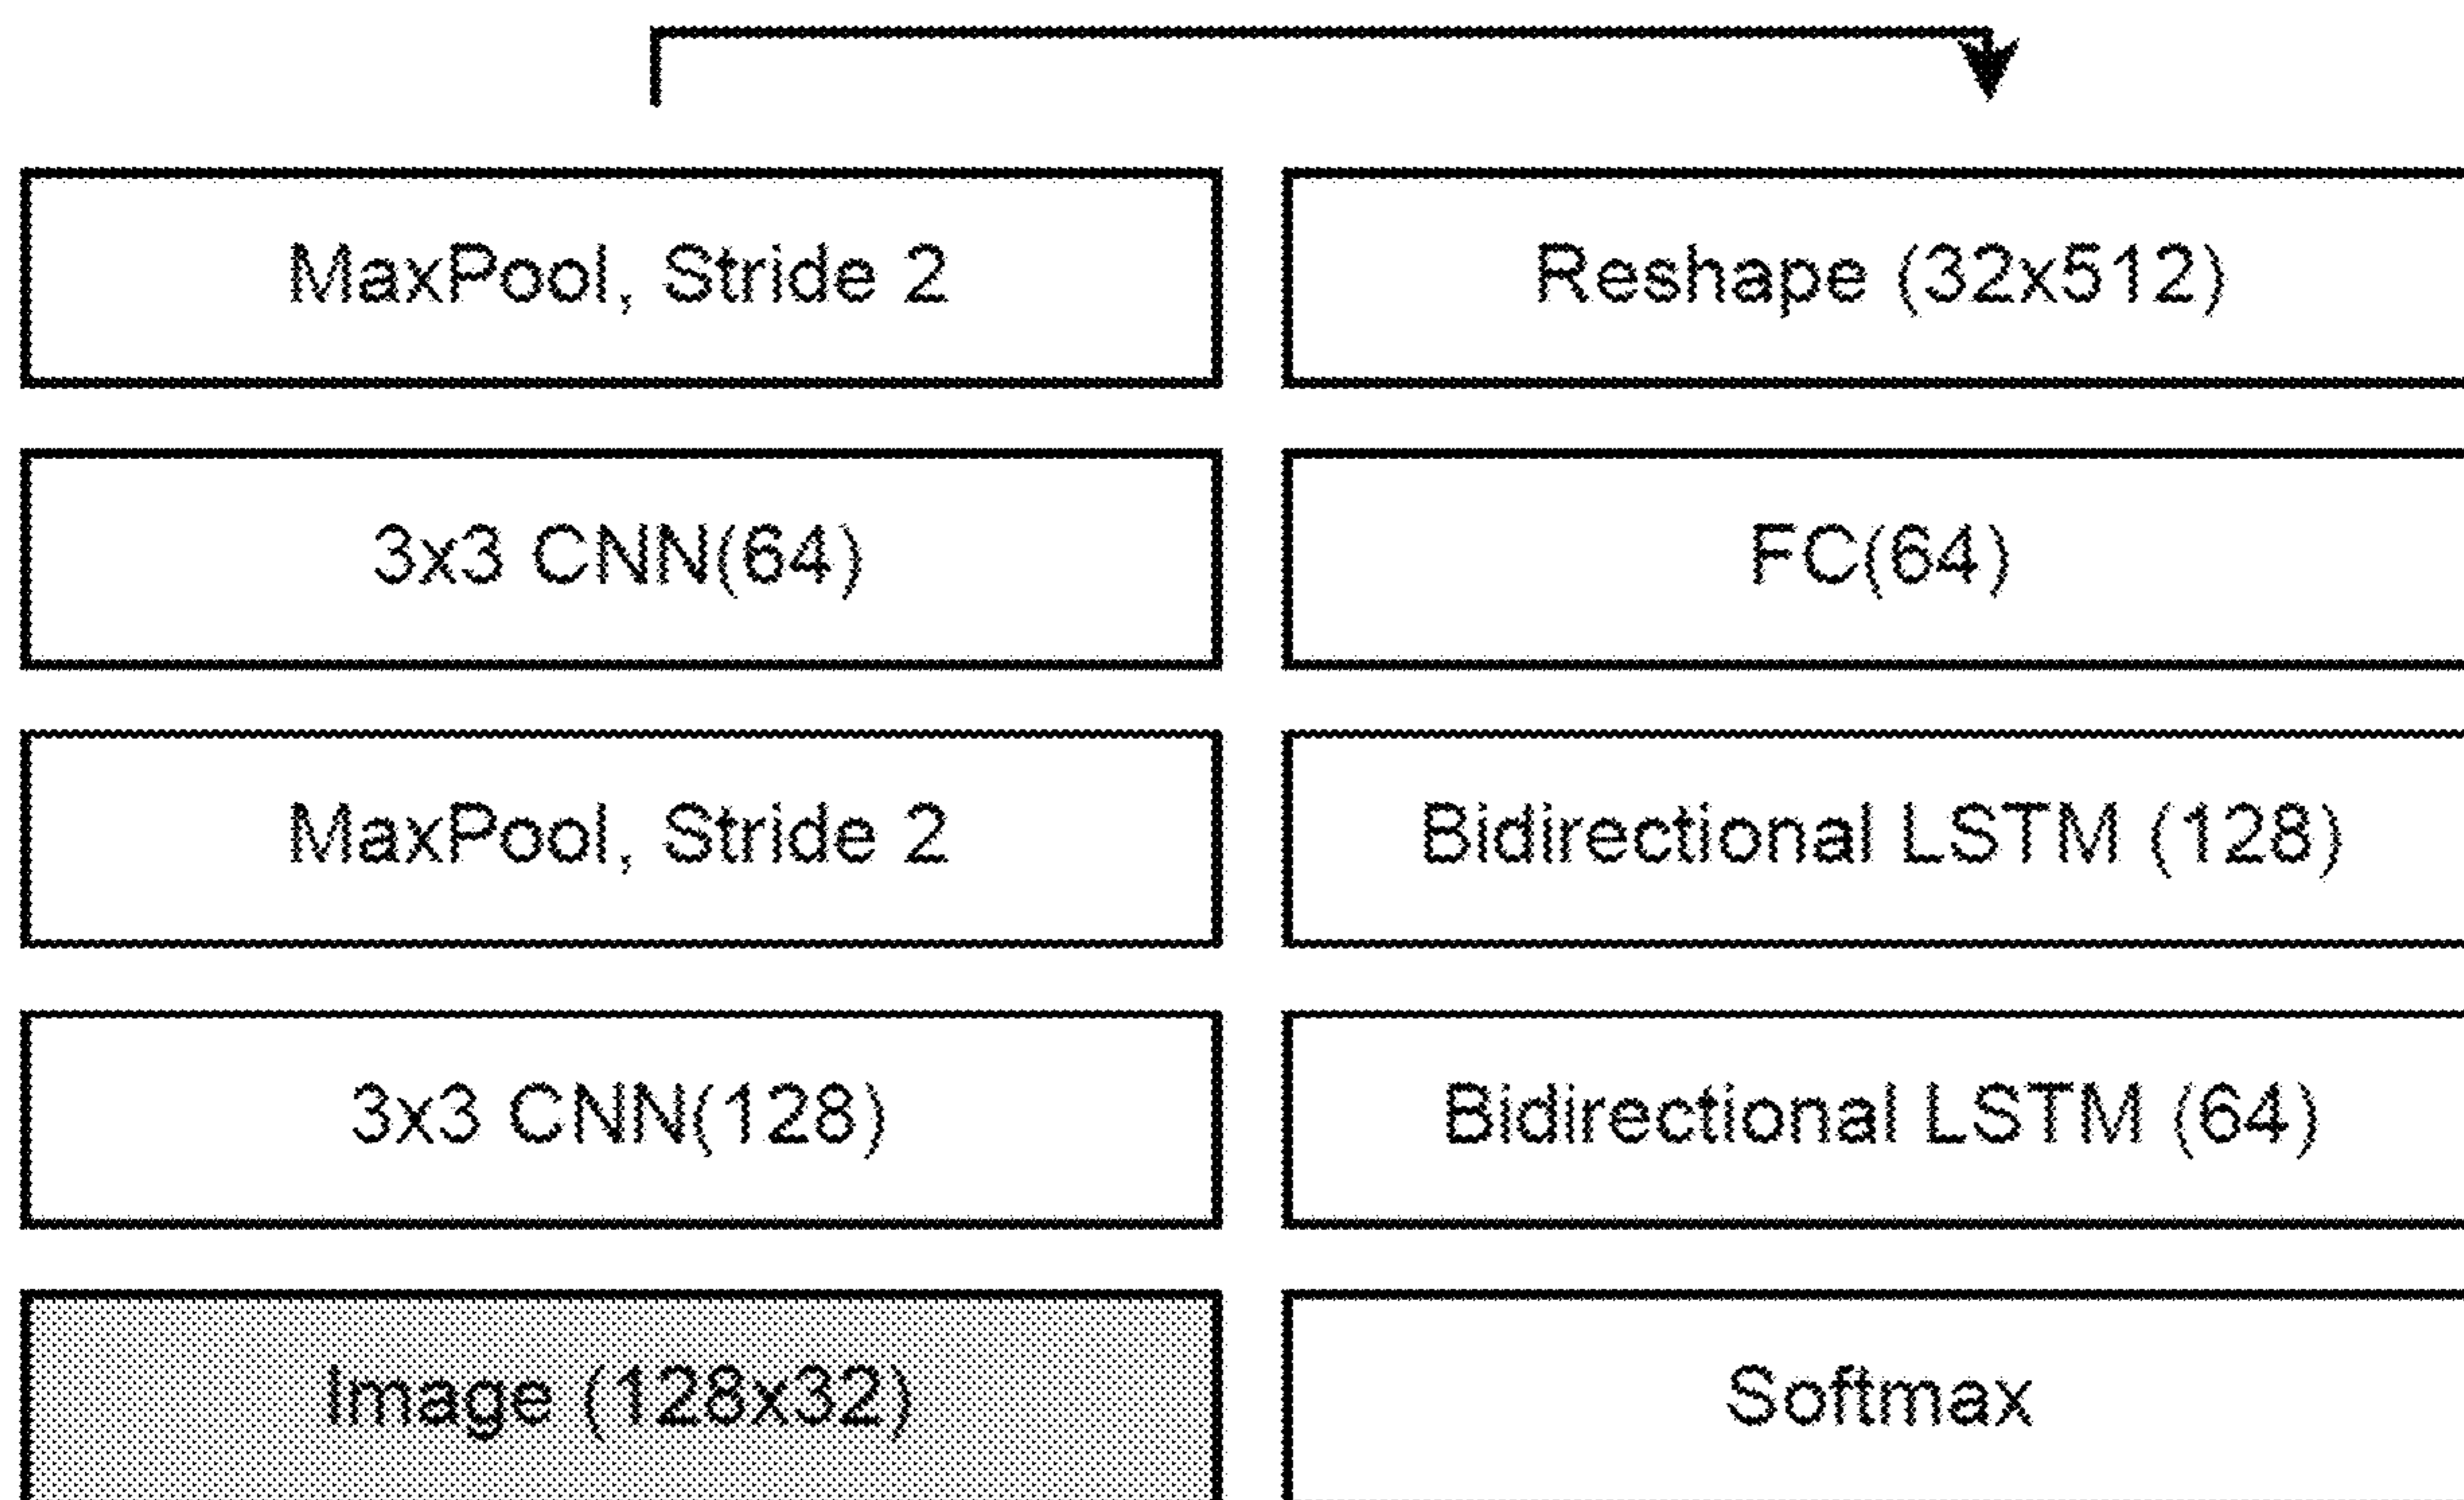 MaxPool, Stride 2
3x3 CNN(64)
MaxPool, Stride 2
3x3 CNN(128)
Image (128x32)
Reshape (32x512)
FC(64)
Bidirectional LSTM (128)
Bidirectional LSTM (64)
Softmax